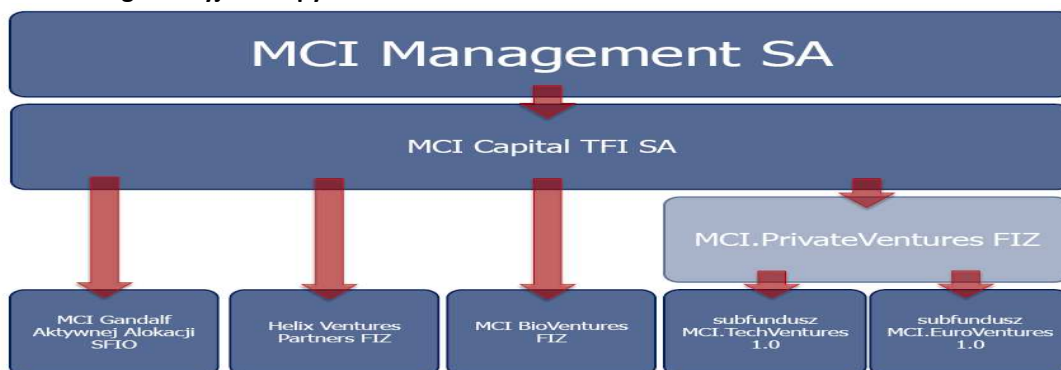 MCI Management SA
MCI Capital TFI SA
MCI.PrivateVentures FIZ
MCI Gandalf
Aktywnej Alokacji
SFIO
Helix Ventures
Partners FIZ
MCI BioVentures
FIZ
subfundusz
MCI.TechVentures
1.0
subfundusz
MCI.EuroVentures
1.0